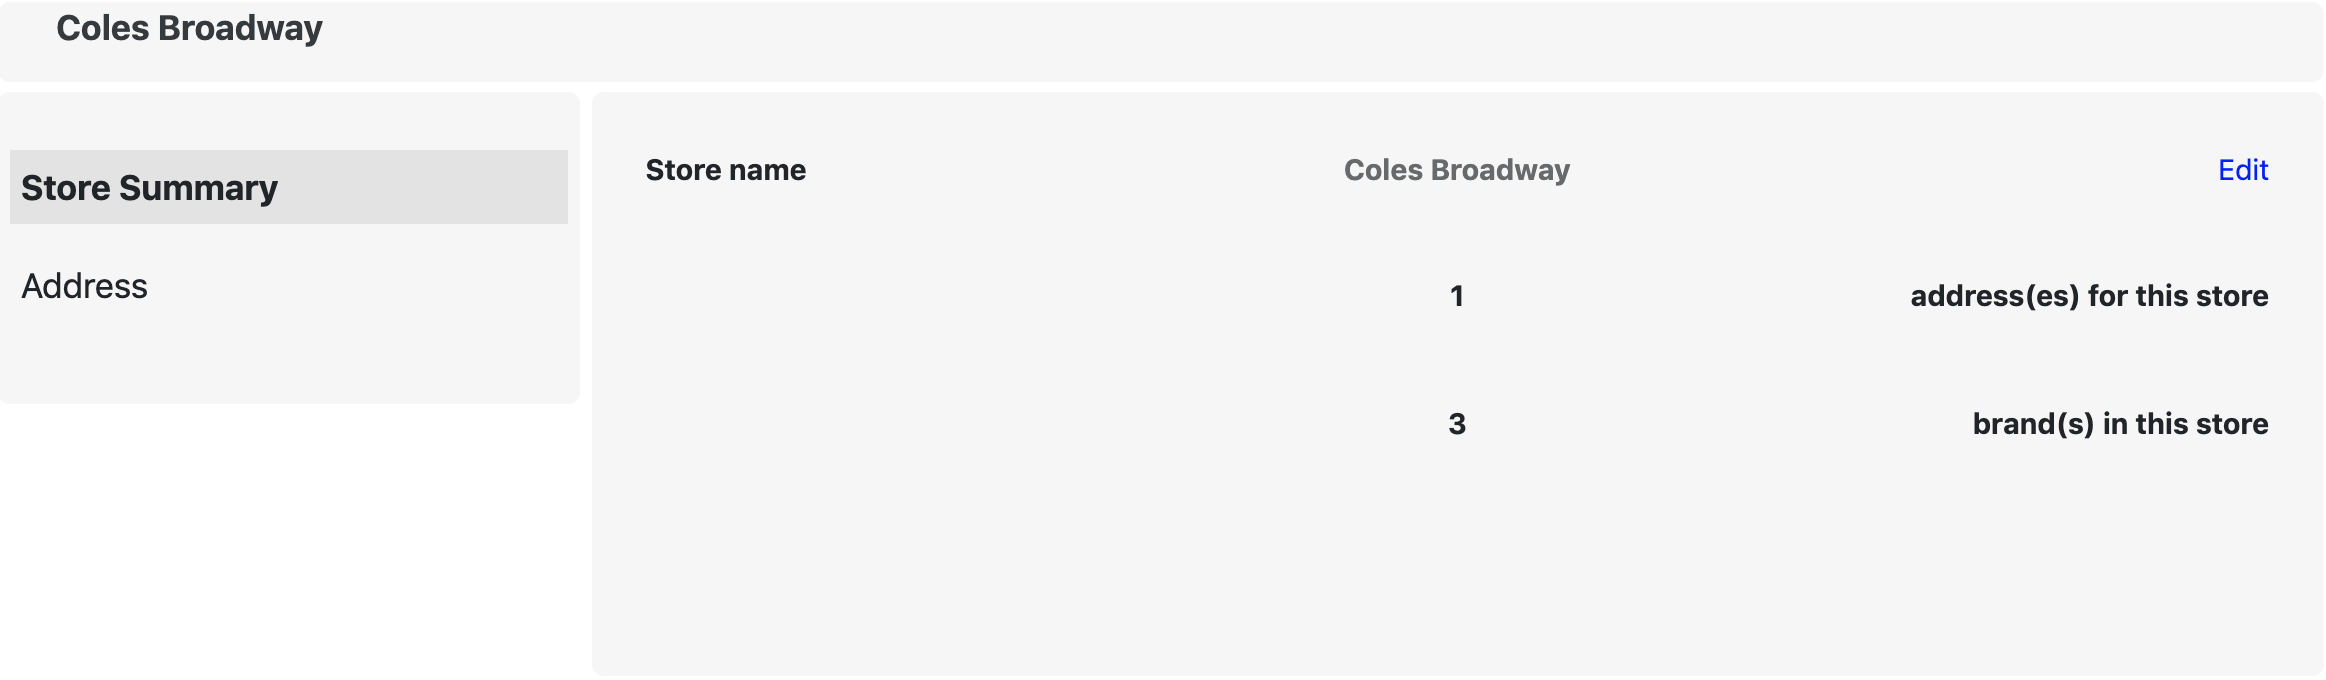 Coles Broadway
Store Summary
Address
Store name Coles Broadway Edit
1 address(es) for this store
3 brand(s) in this store